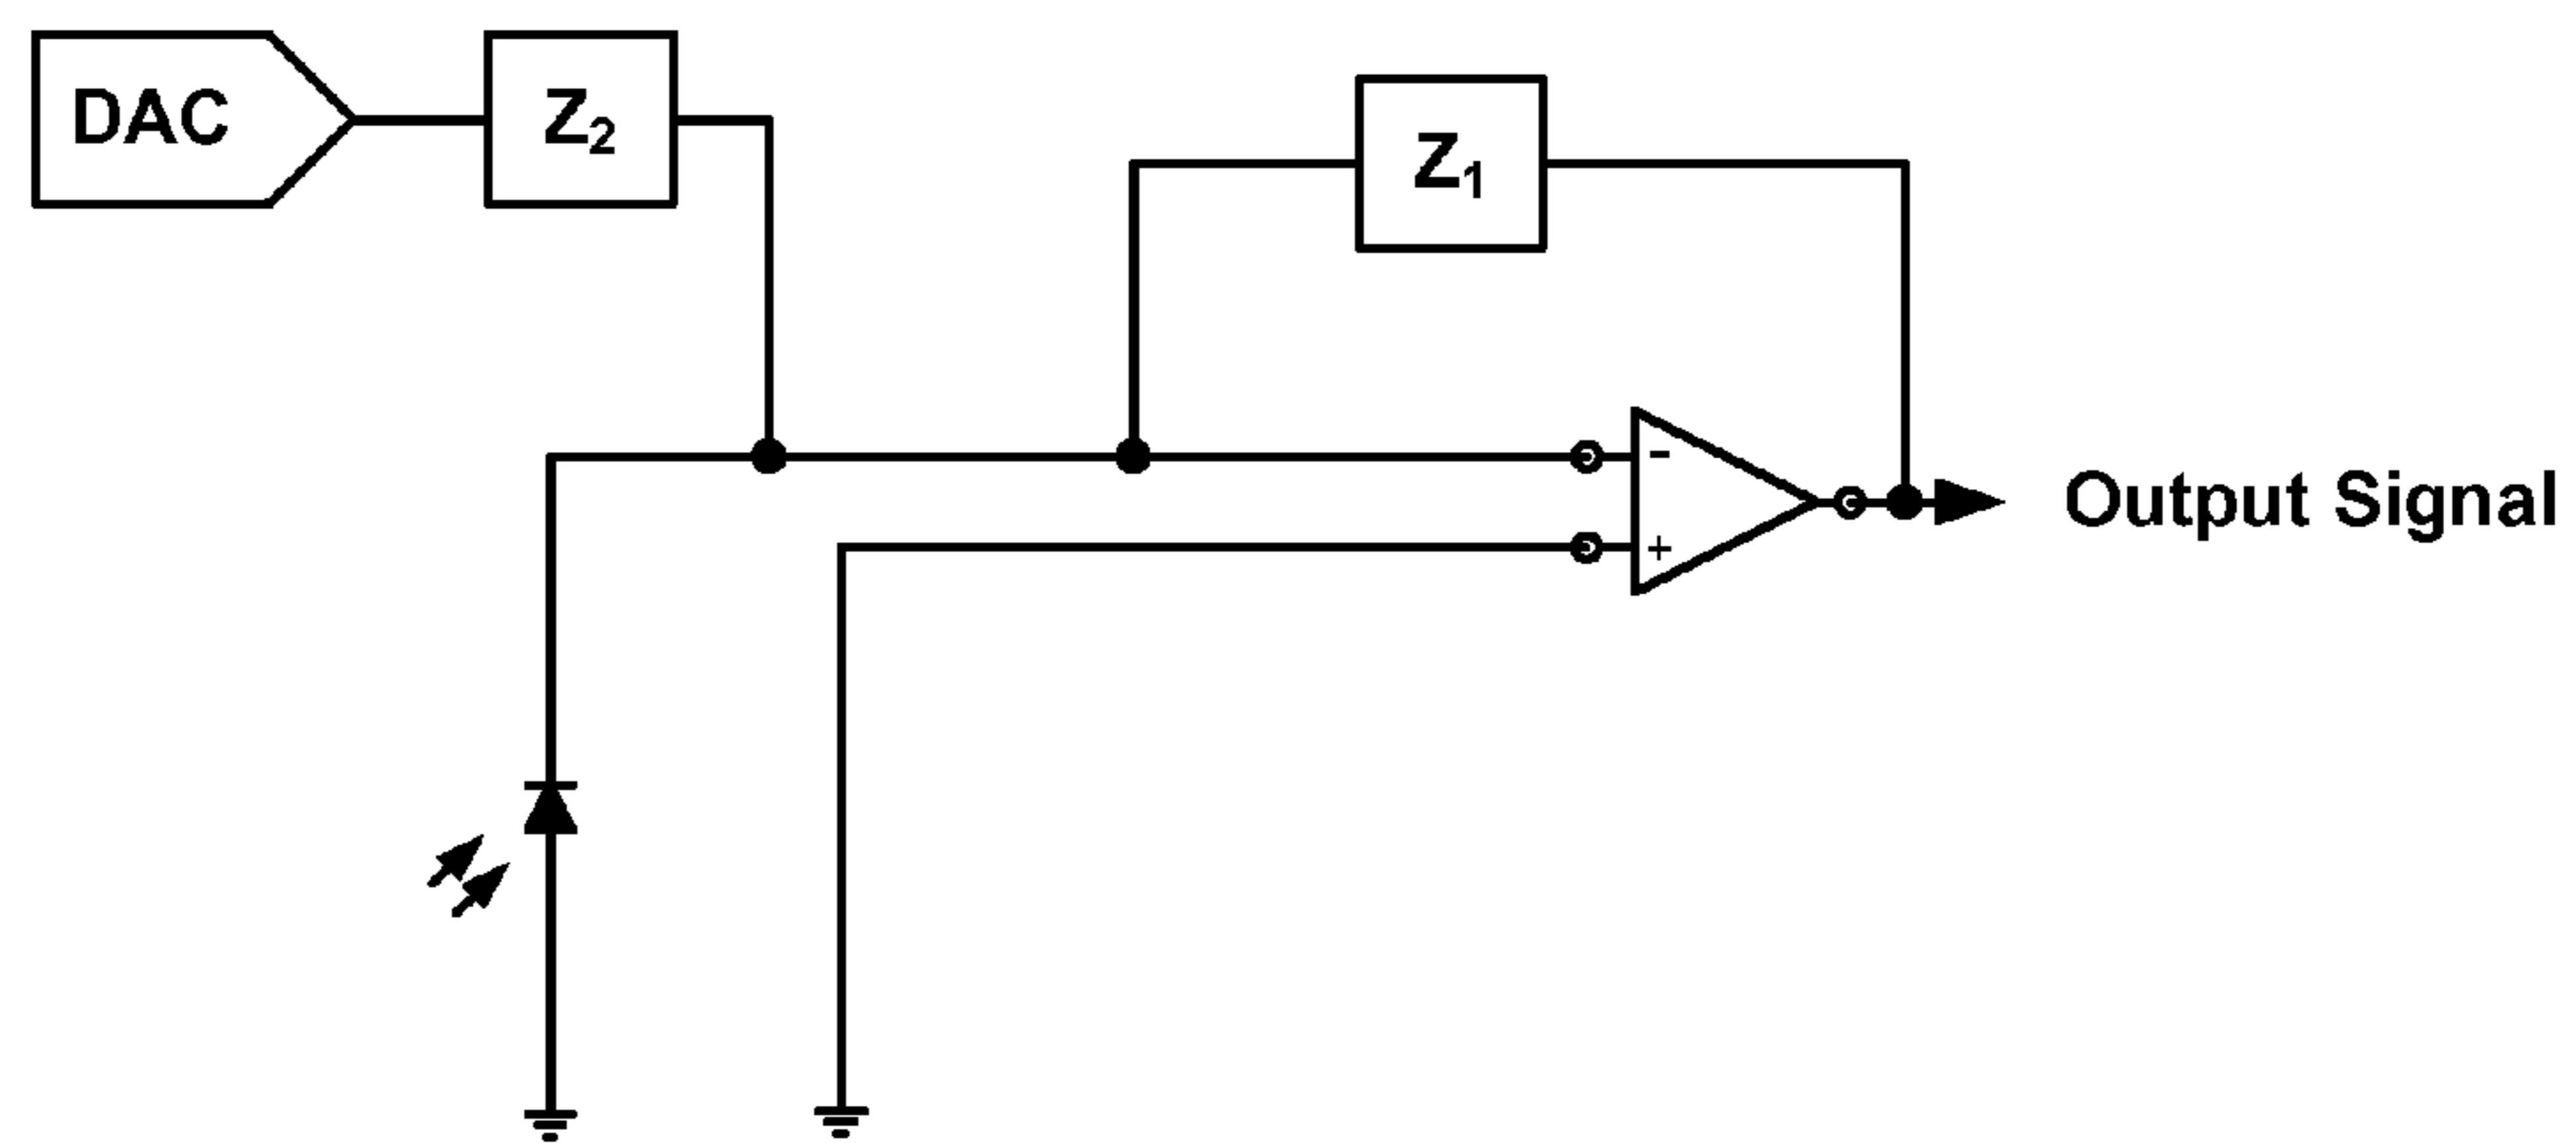 DAC
Z₂
Z₁
-
+
Output Signal